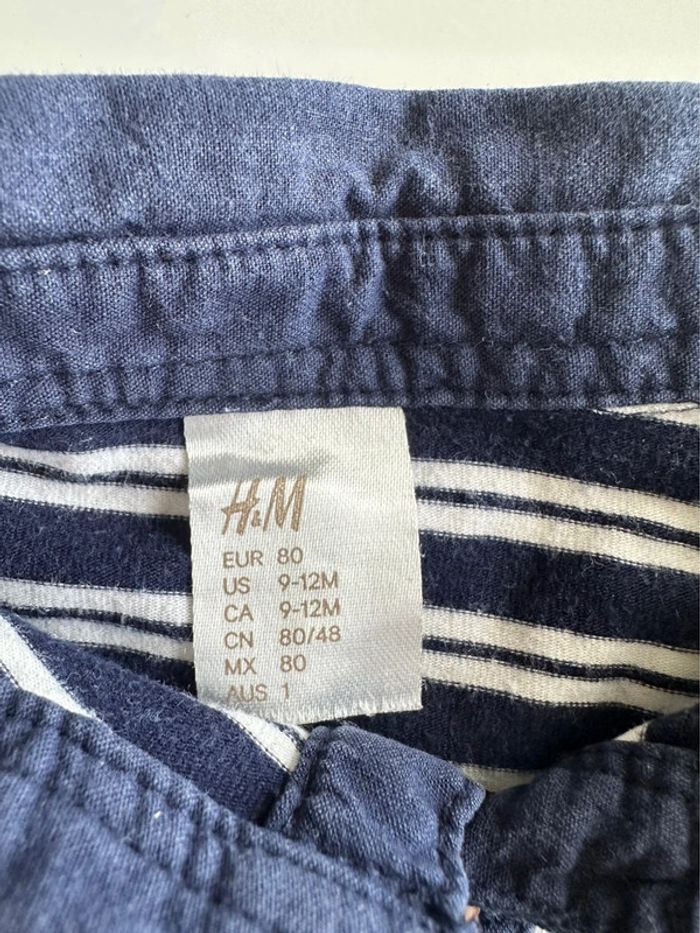 H&M
EUR 80
US 9-12M
CA 9-12M
CN 80/48
MX 80
AUS 1